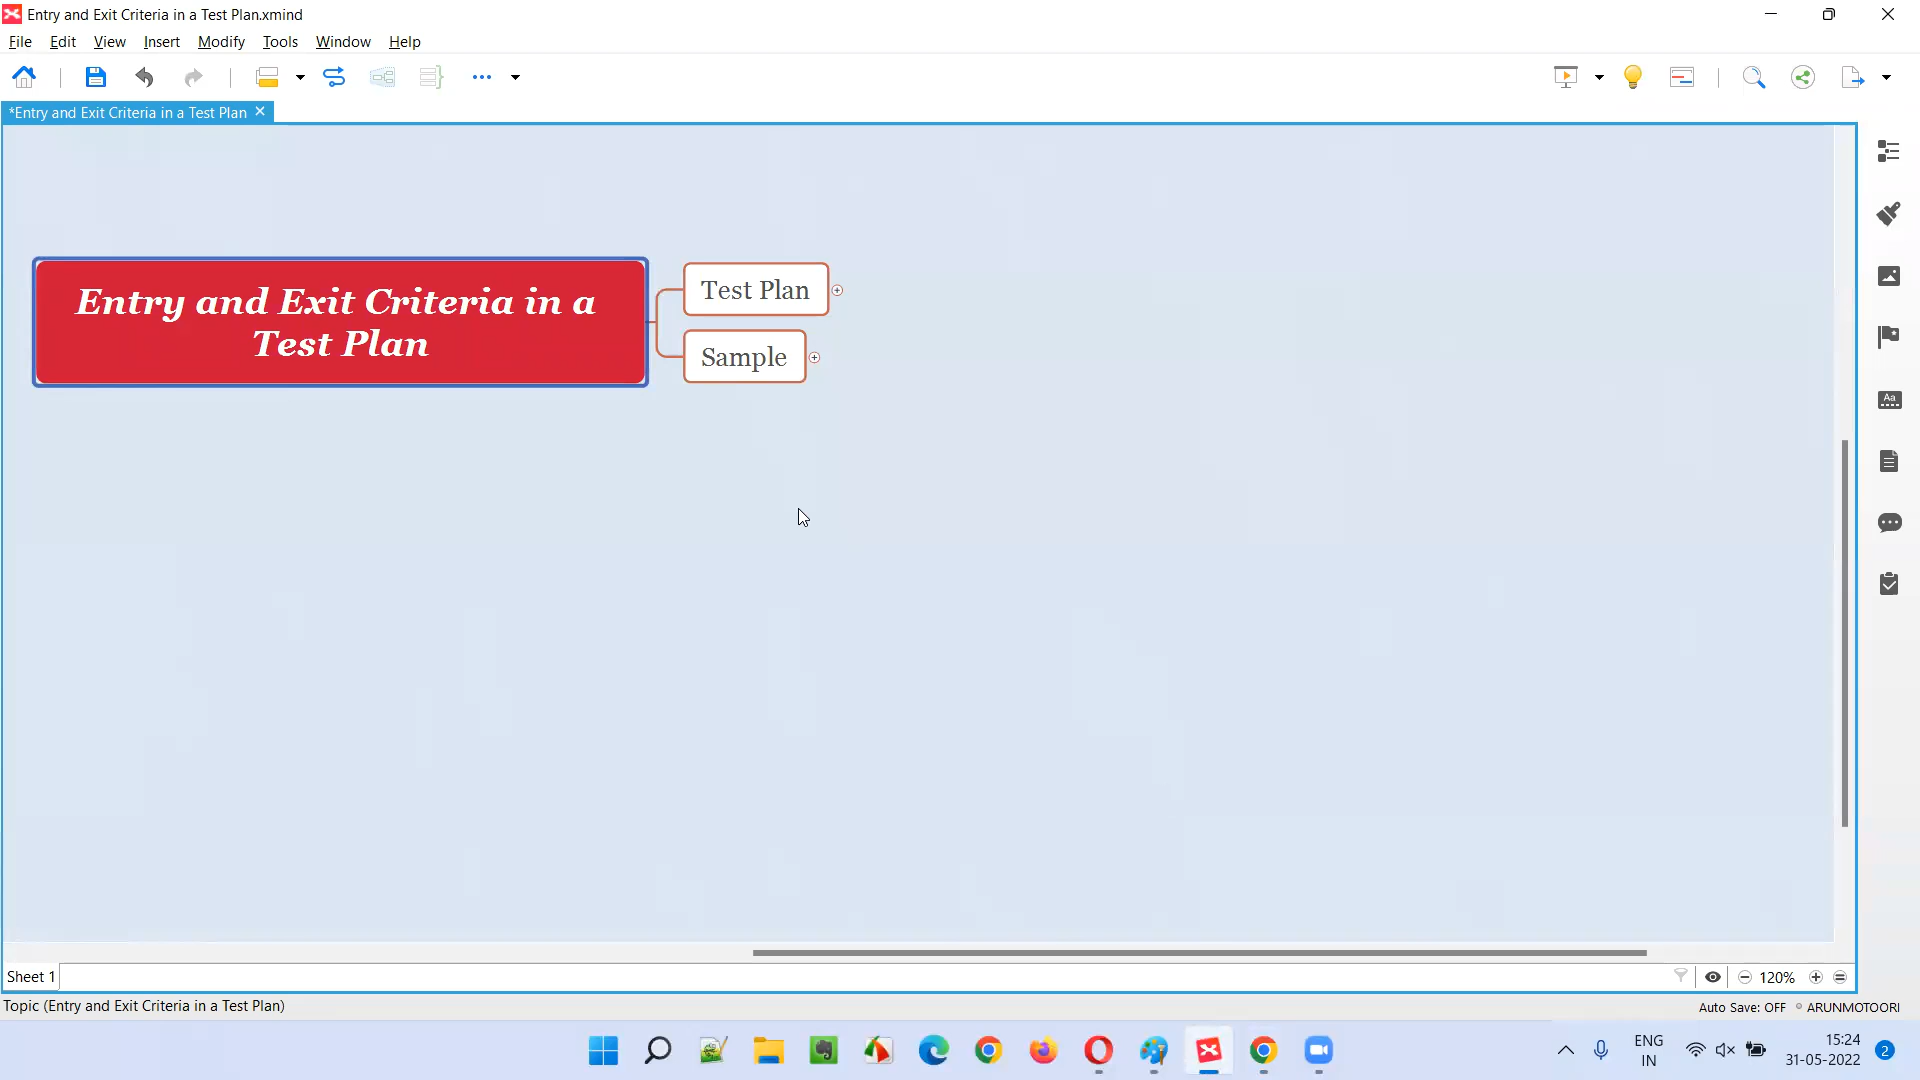 Entry and Exit Criteria in a Test Plan.xmind
File Edit View Insert Modify Tools Window Help
*Entry and Exit Criteria in a Test Plan
Entry and Exit Criteria in a
Test Plan
Test Plan
Sample
Aa
Sheet 1
120%
Topic (Entry and Exit Criteria in a Test Plan)
Auto Save: OFF
ARUNMOTOORI
ENG
IN
15:24
31-05-2022
2